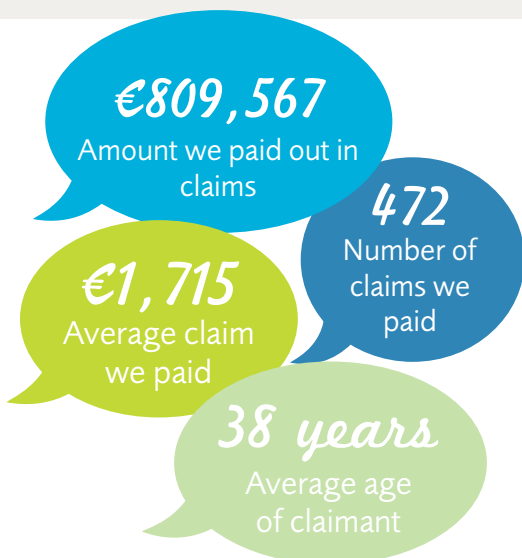 €809,567
Amount we paid out in
claims
472
Number of
claims we
paid
€1,715
Average claim
we paid
38 years
Average age
of claimant